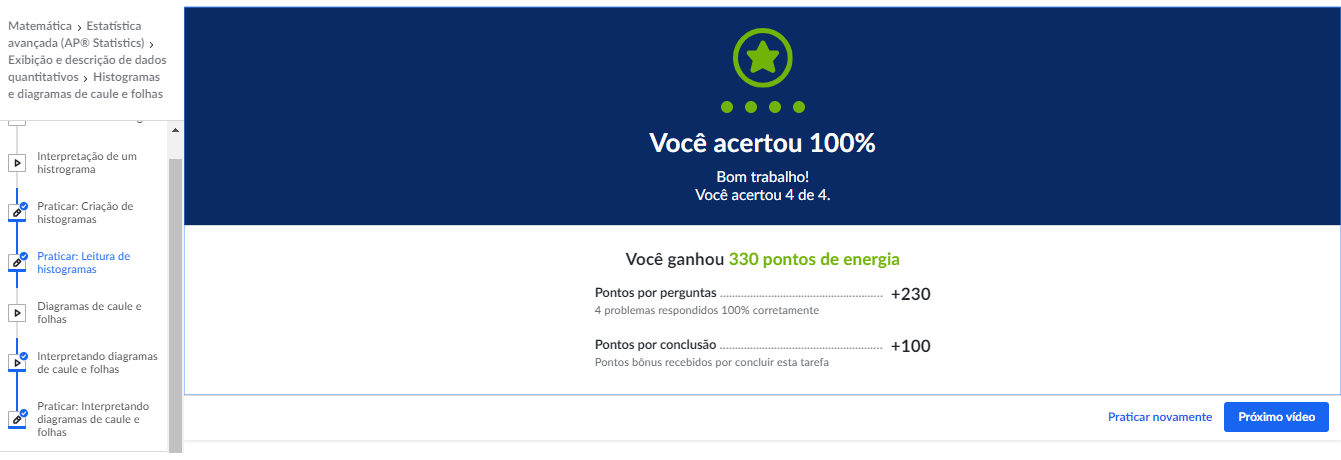 Matemática › Estatística
avançada (AP® Statistics) ›
Exibição e descrição de dados
quantitativos › Histogramas
e diagramas de caule e folhas
Interpretação de um
histrograma
Praticar: Criação de
histogramas
Praticar: Leitura de
histogramas
Diagramas de caule e
folhas
Interpretando diagramas
de caule e folhas
Praticar: Interpretando
diagramas de caule e
folhas
Você acertou 100%
Bom trabalho!
Você acertou 4 de 4.
Você ganhou 330 pontos de energia
Pontos por perguntas +230
4 problemas respondidos 100% corretamente
Pontos por conclusão +100
Pontos bônus recebidos por concluir esta tarefa
Praticar novamente
Próximo vídeo